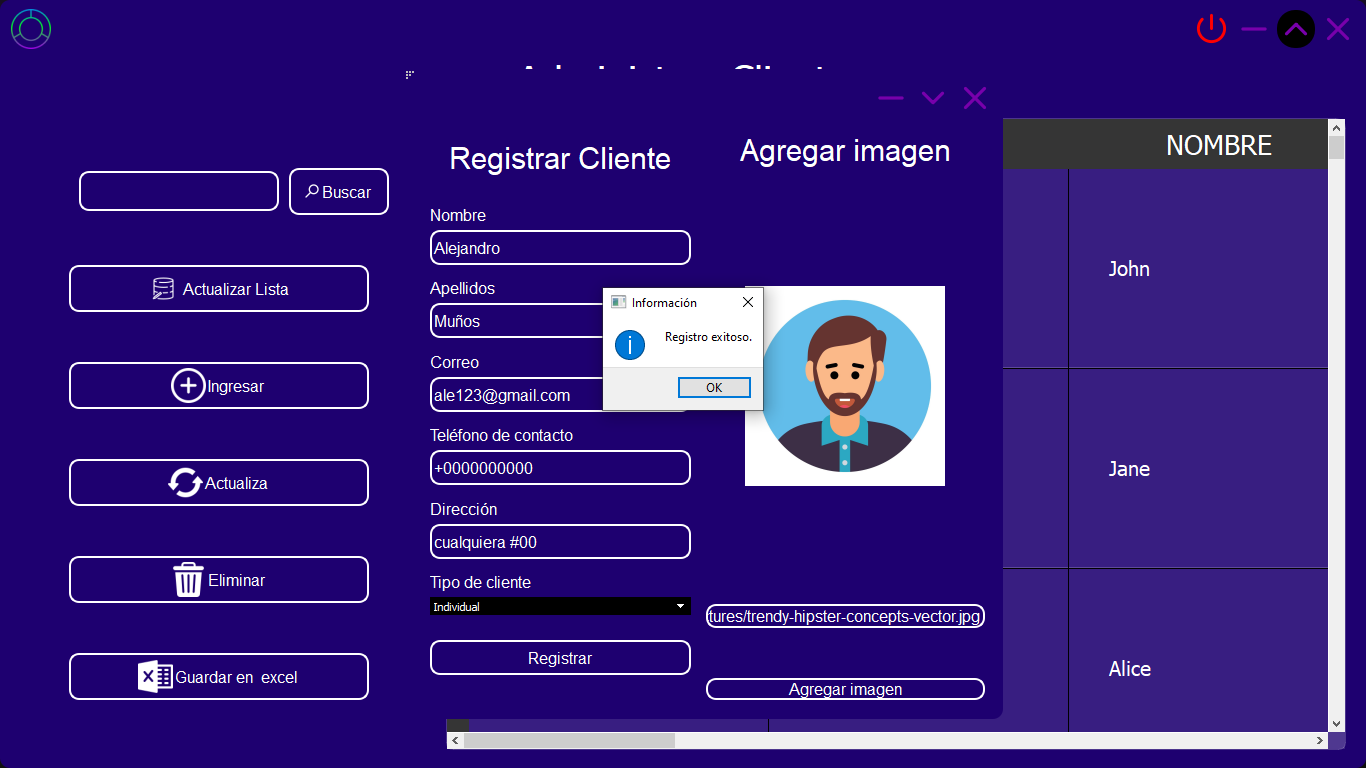 Buscar
Actualizar Lista
Ingresar
Actualiza
Eliminar
Guardar en excel
Registrar Cliente
Nombre
Alejandro
Apellidos
Muños
Correo
ale123@gmail.com
Teléfono de contacto
+0000000000
Dirección
cualquiera #00
Tipo de cliente
Individual
Registrar
Agregar imagen
tures/trendy-hipster-concepts-vector.jpg
Agregar imagen
Información
Registro exitoso.
OK
NOMBRE
John
Jane
Alice